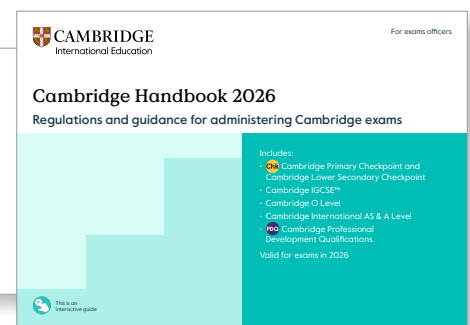 CAMBRIDGE
International Education
For exams officers
Cambridge Handbook 2026
Regulations and guidance for administering Cambridge exams
Includes:
· Chk Cambridge Primary Checkpoint and
Cambridge Lower Secondary Checkpoint
· Cambridge IGCSE™
· Cambridge O Level
· Cambridge International AS & A Level
· PDQ Cambridge Professional
Development Qualifications.
Valid for exams in 2026
This is an
interactive guide